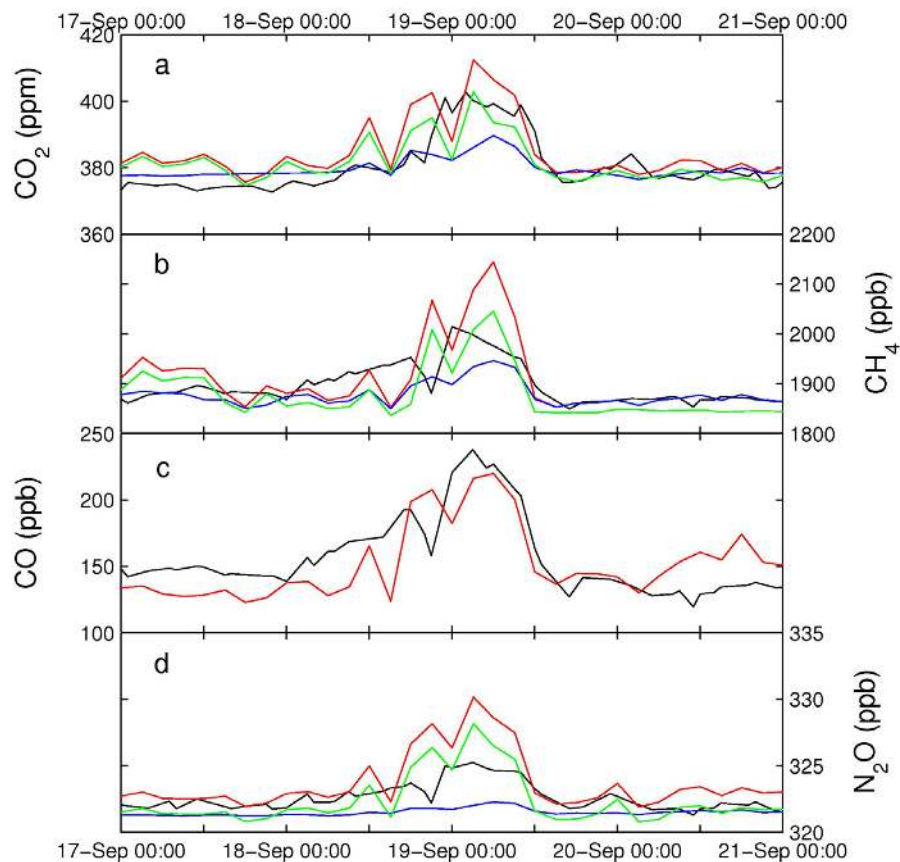 17-Sep 00:00 18-Sep 00:00 19-Sep 00:00 20-Sep 00:00 21-Sep 00:00
420
a
400
CO2 (ppm)
380
360
2200
b
2100
2000
CH4 (ppb)
1900
250
1800
c
200
CO (ppb)
150
100
335
d
330
N2O (ppb)
325
320
17-Sep 00:00 18-Sep 00:00 19-Sep 00:00 20-Sep 00:00 21-Sep 00:00